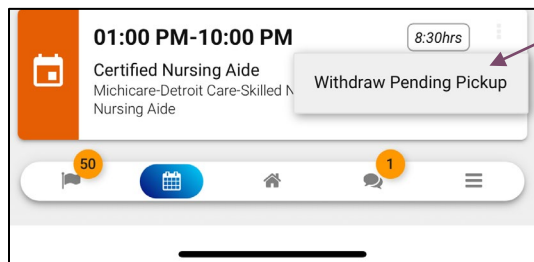 01:00 PM-10:00 PM
8:30hrs
Certified Nursing Aide
Withdraw Pending Pickup
Michicare-Detroit Care-Skilled N
Nursing Aide
50
1